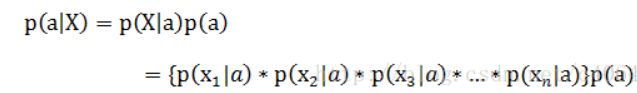 p(a|X) = p(X|a)p(a)
= {p(x₁|a) * p(x₂|a) * p(x₃|a) * ... * p(xₙ|a)}p(a)